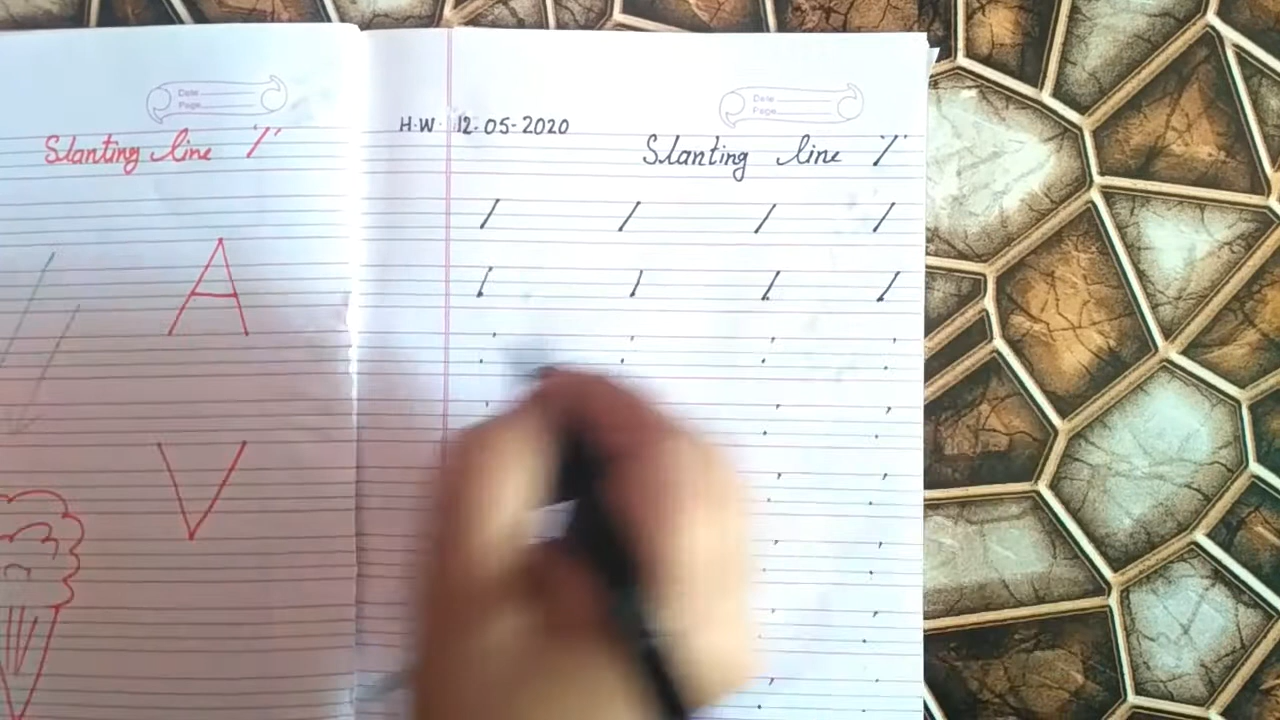 Date
Page
Slanting line '/'
A
V
Date
Page
H.W. 12.05-2020
Slanting line '/'
/ / / /
/ / / /